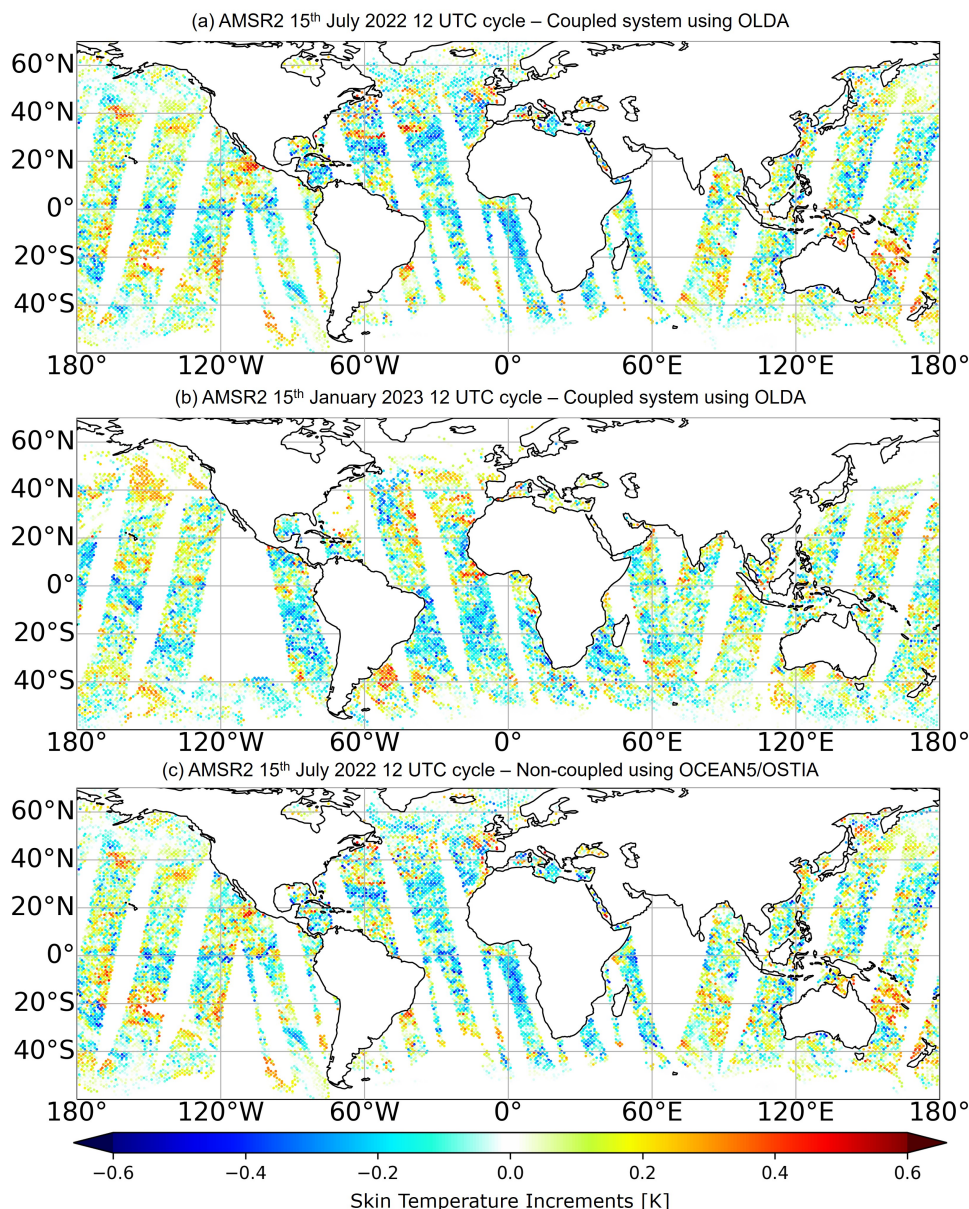 (a) AMSR2 15th July 2022 12 UTC cycle – Coupled system using OLDA
60°N
40°N
20°N
0°
20°S
40°S
180° 120°W 60°W 0° 60°E 120°E 180°
(b) AMSR2 15th January 2023 12 UTC cycle – Coupled system using OLDA
60°N
40°N
20°N
0°
20°S
40°S
180° 120°W 60°W 0° 60°E 120°E 180°
(c) AMSR2 15th July 2022 12 UTC cycle – Non-coupled using OCEAN5/OSTIA
60°N
40°N
20°N
0°
20°S
40°S
180° 120°W 60°W 0° 60°E 120°E 180°
−0.6 −0.4 −0.2 0.0 0.2 0.4 0.6
Skin Temperature Increments [K]